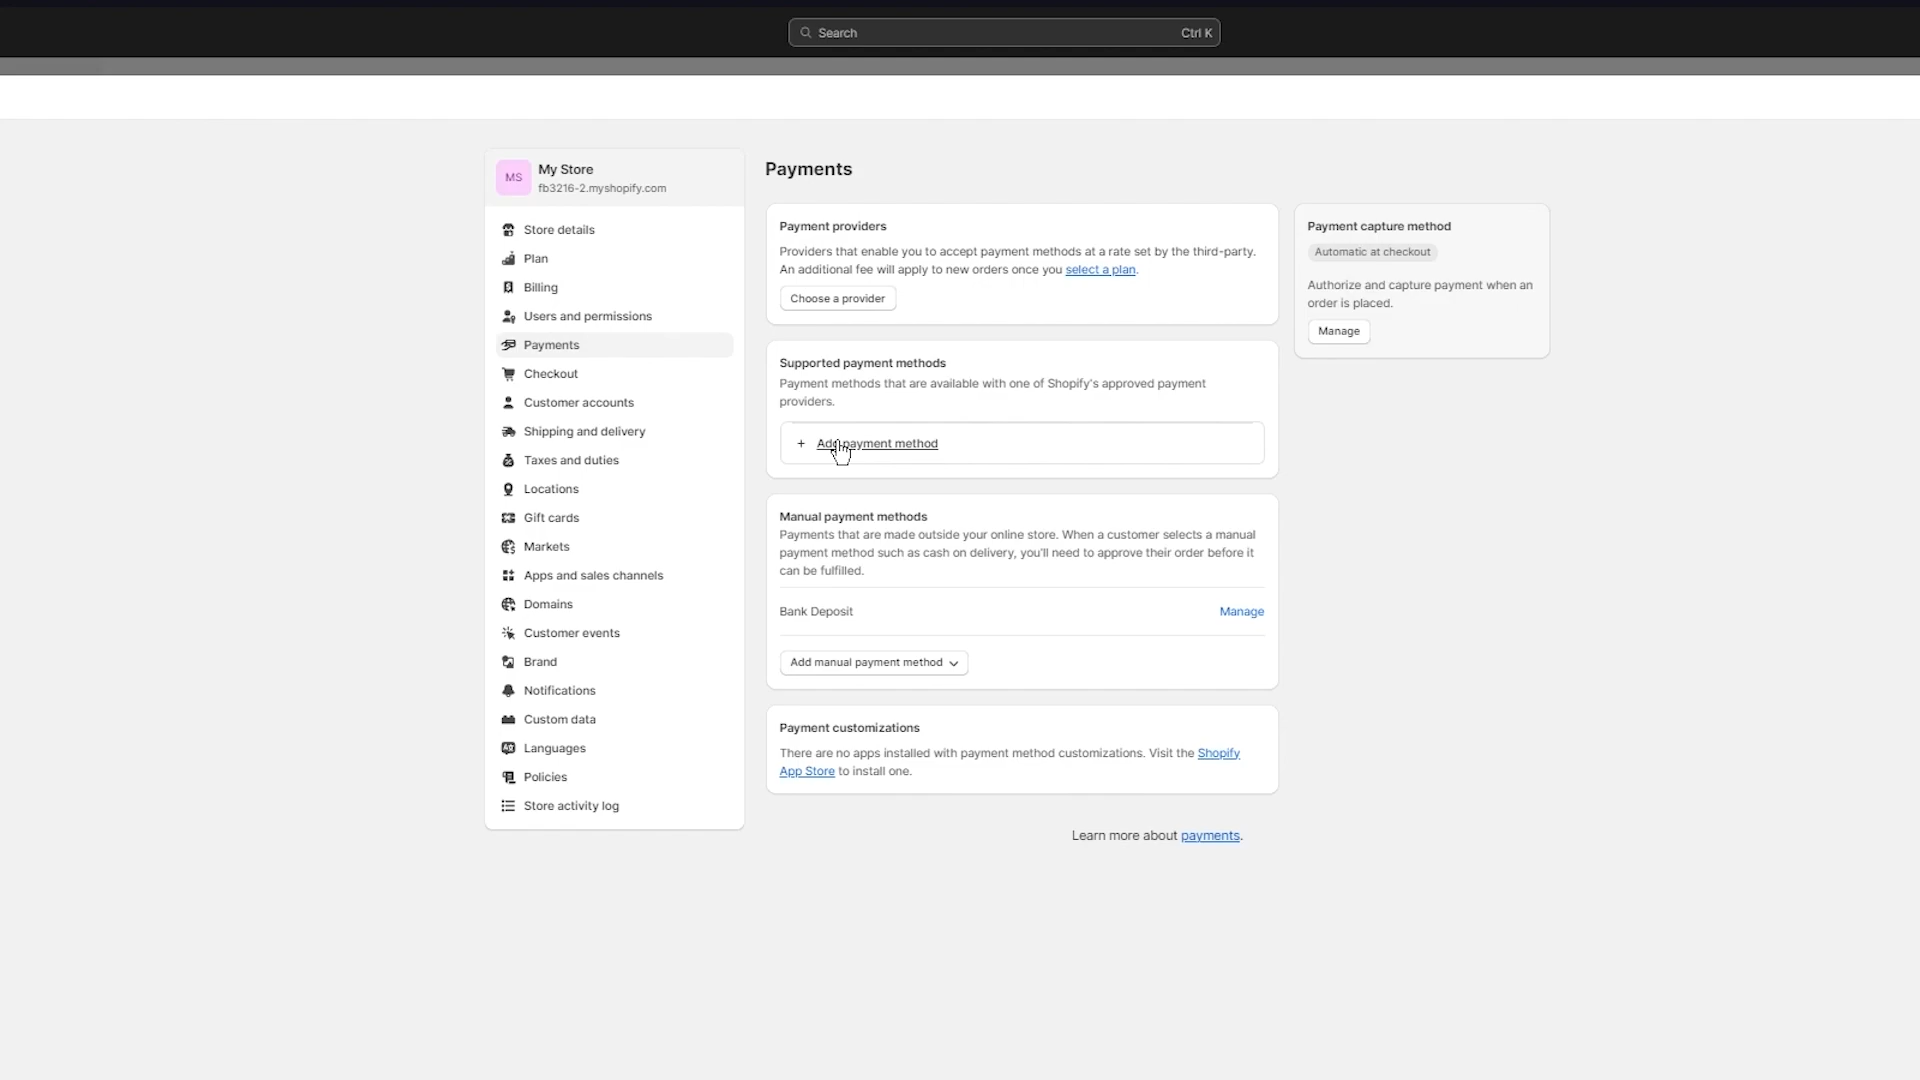 Search
Ctrl K
MS
My Store
fb3216-2.myshopify.com
Store details
Plan
Billing
Users and permissions
Payments
Checkout
Customer accounts
Shipping and delivery
Taxes and duties
Locations
Gift cards
Markets
Apps and sales channels
Domains
Customer events
Brand
Notifications
Custom data
Languages
Policies
Store activity log
Payments
Payment providers
Providers that enable you to accept payment methods at a rate set by the third-party.
An additional fee will apply to new orders once you select a plan.
Choose a provider
Supported payment methods
Payment methods that are available with one of Shopify's approved payment
providers.
+ Add payment method
Manual payment methods
Payments that are made outside your online store. When a customer selects a manual
payment method such as cash on delivery, you'll need to approve their order before it
can be fulfilled.
Bank Deposit
Manage
Add manual payment method
Payment customizations
There are no apps installed with payment method customizations. Visit the Shopify
App Store to install one.
Learn more about payments.
Payment capture method
Automatic at checkout
Authorize and capture payment when an
order is placed.
Manage